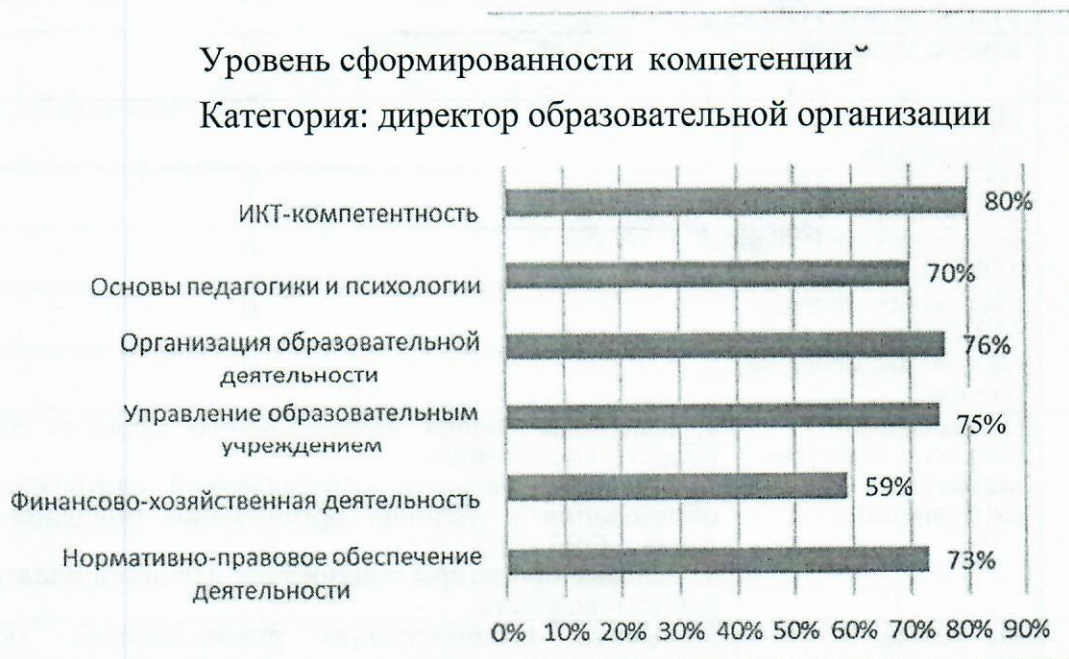 Уровень сформированности компетенции˘
Категория: директор образовательной организации
ИКТ-компетентность
80%
Основы педагогики и психологии
70%
Организация образовательной
деятельности
76%
Управление образовательным
учреждением
75%
Финансово-хозяйственная деятельность
59%
Нормативно-правовое обеспечение
деятельности
73%
0% 10% 20% 30% 40% 50% 60% 70% 80% 90%